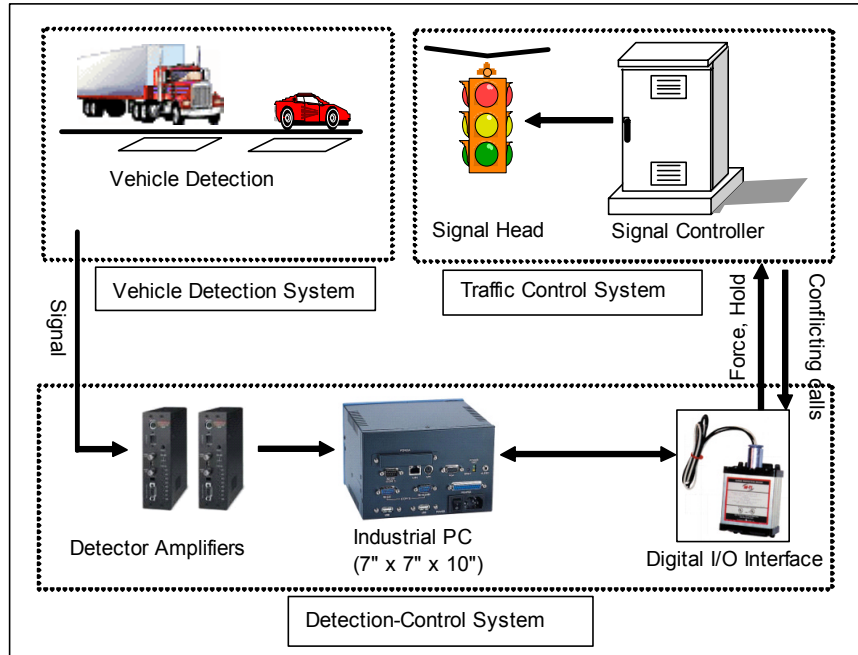 Vehicle Detection
Signal Head
Signal Controller
Vehicle Detection System
Traffic Control System
Signal
Force, Hold
Conflicting calls
Detector Amplifiers
Industrial PC
(7" x 7" x 10")
Digital I/O Interface
Detection-Control System